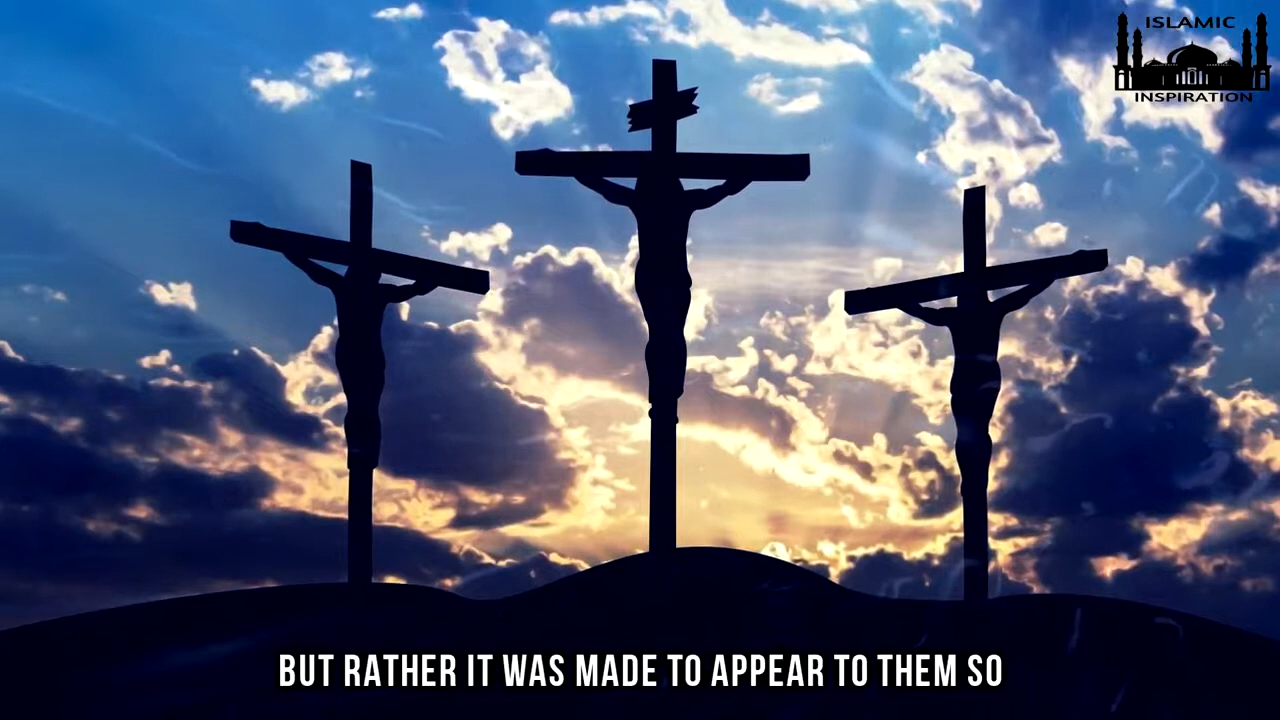 ISLAMIC
INSPIRATION
BUT RATHER IT WAS MADE TO APPEAR TO THEM SO